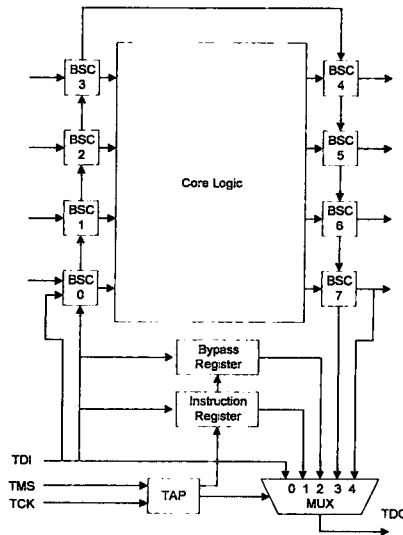 BSC
3
BSC
4
BSC
2
BSC
5
Core Logic
BSC
1
BSC
6
BSC
0
BSC
7
Bypass
Register
Instruction
Register
TDI
TMS
TCK
TAP
0 1 2 3 4
MUX
TDO